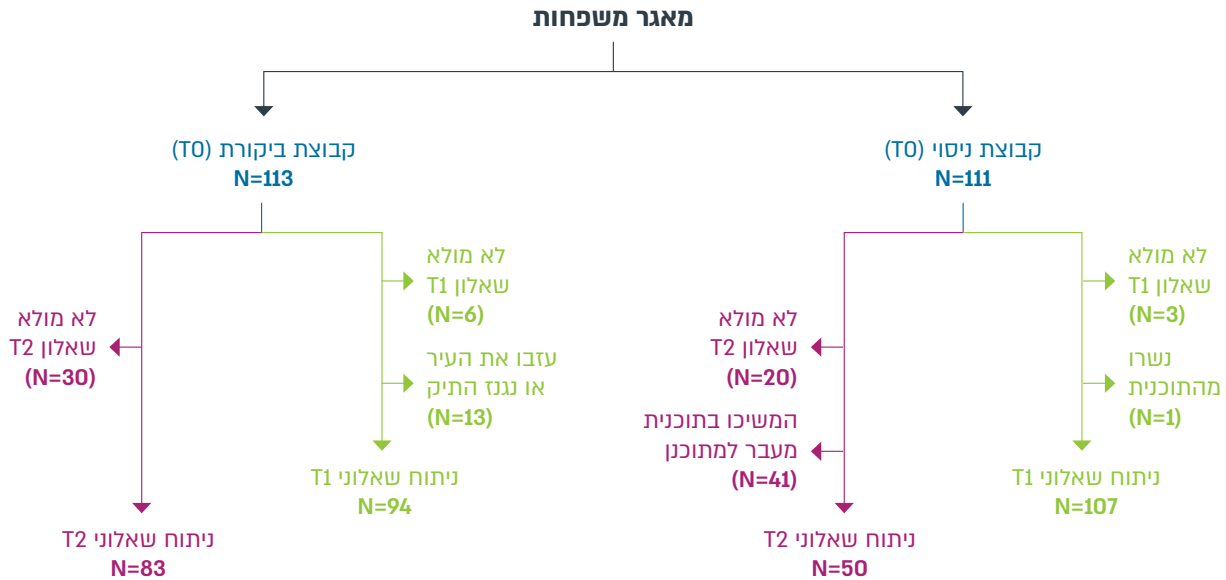 מאגר משפחות
קבוצת ניסוי (T0)
N=111
לא מולא
שאלון T1
(N=3)
נשרו
מהתוכנית
(N=1)
ניתוח שאלוני T1
N=107
לא מולא
שאלון T2
(N=20)
המשיכו בתוכנית
מעבר למתוכנן
(N=41)
ניתוח שאלוני T2
N=50
קבוצת ביקורת (T0)
N=113
לא מולא
שאלון T1
(N=6)
עזבו את העיר
או נגנז התיק
(N=13)
ניתוח שאלוני T1
N=94
לא מולא
שאלון T2
(N=30)
ניתוח שאלוני T2
N=83